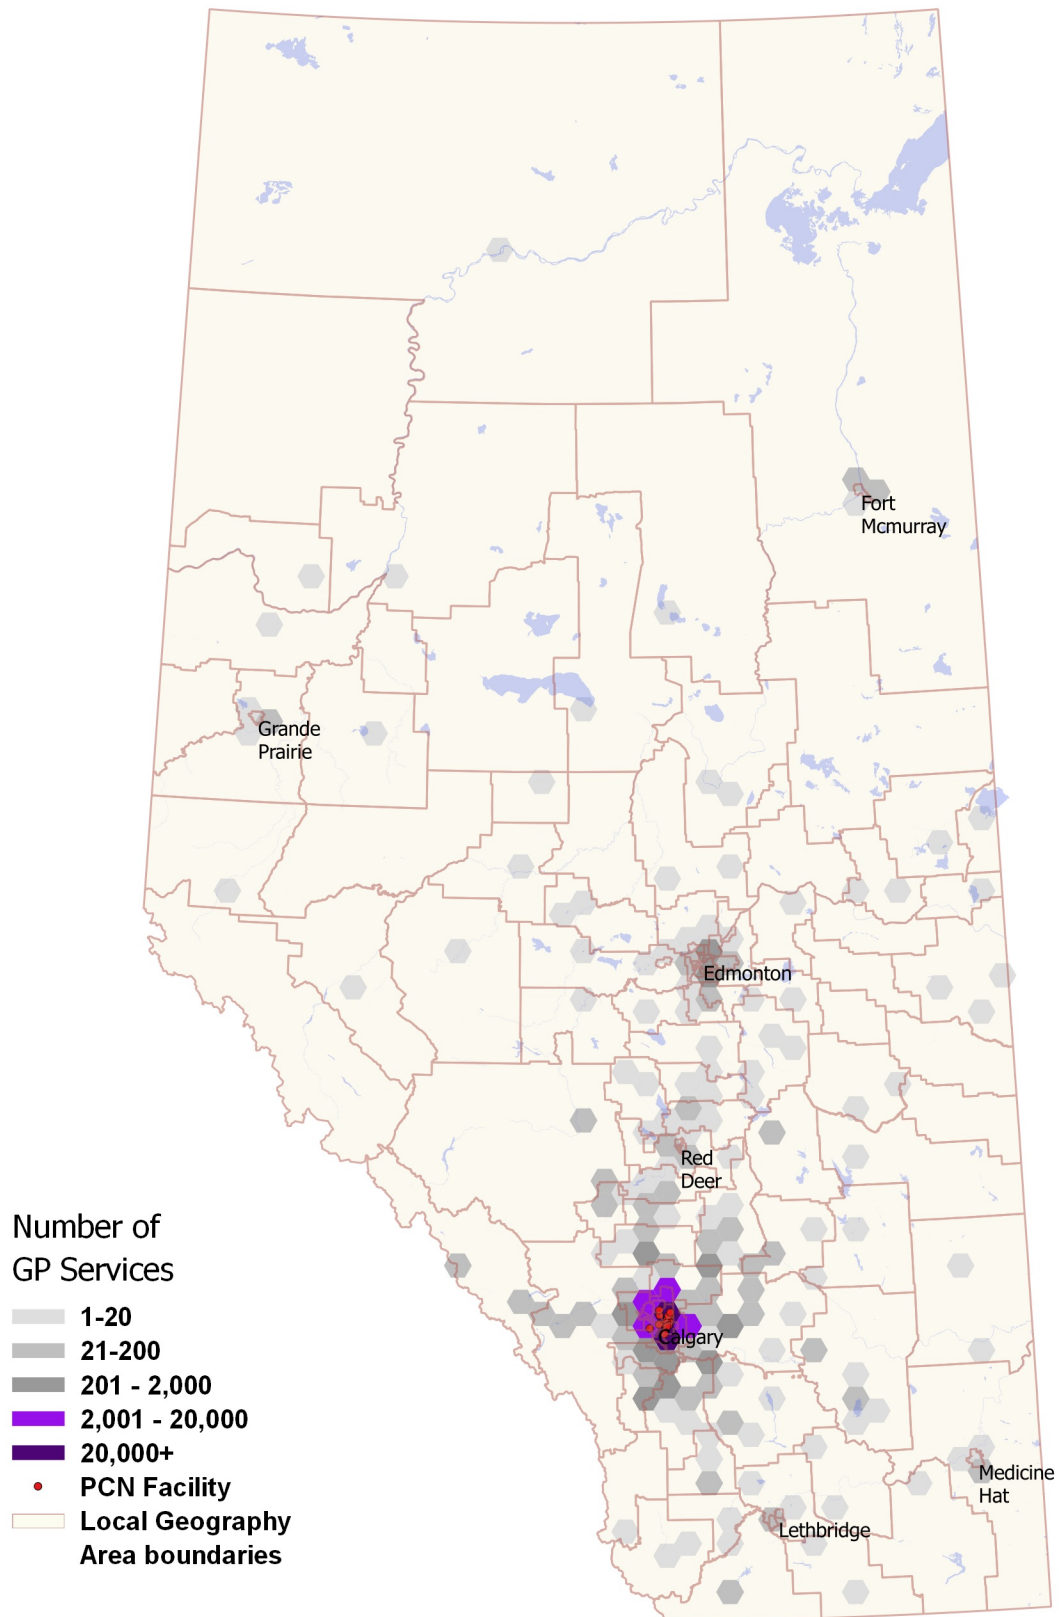 Fort
Mcmurray
Grande
Prairie
Edmonton
Red
Deer
Calgary
Medicine
Hat
Lethbridge
Number of
GP Services
1-20
21-200
201 - 2,000
2,001 - 20,000
20,000+
PCN Facility
Local Geography
Area boundaries